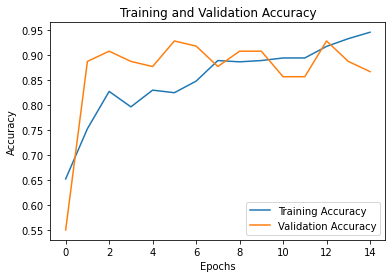 Training and Validation Accuracy
Accuracy
0.95
0.90
0.85
0.80
0.75
0.70
0.65
0.60
0.55
Training Accuracy
Validation Accuracy
0 2 4 6 8 10 12 14
Epochs